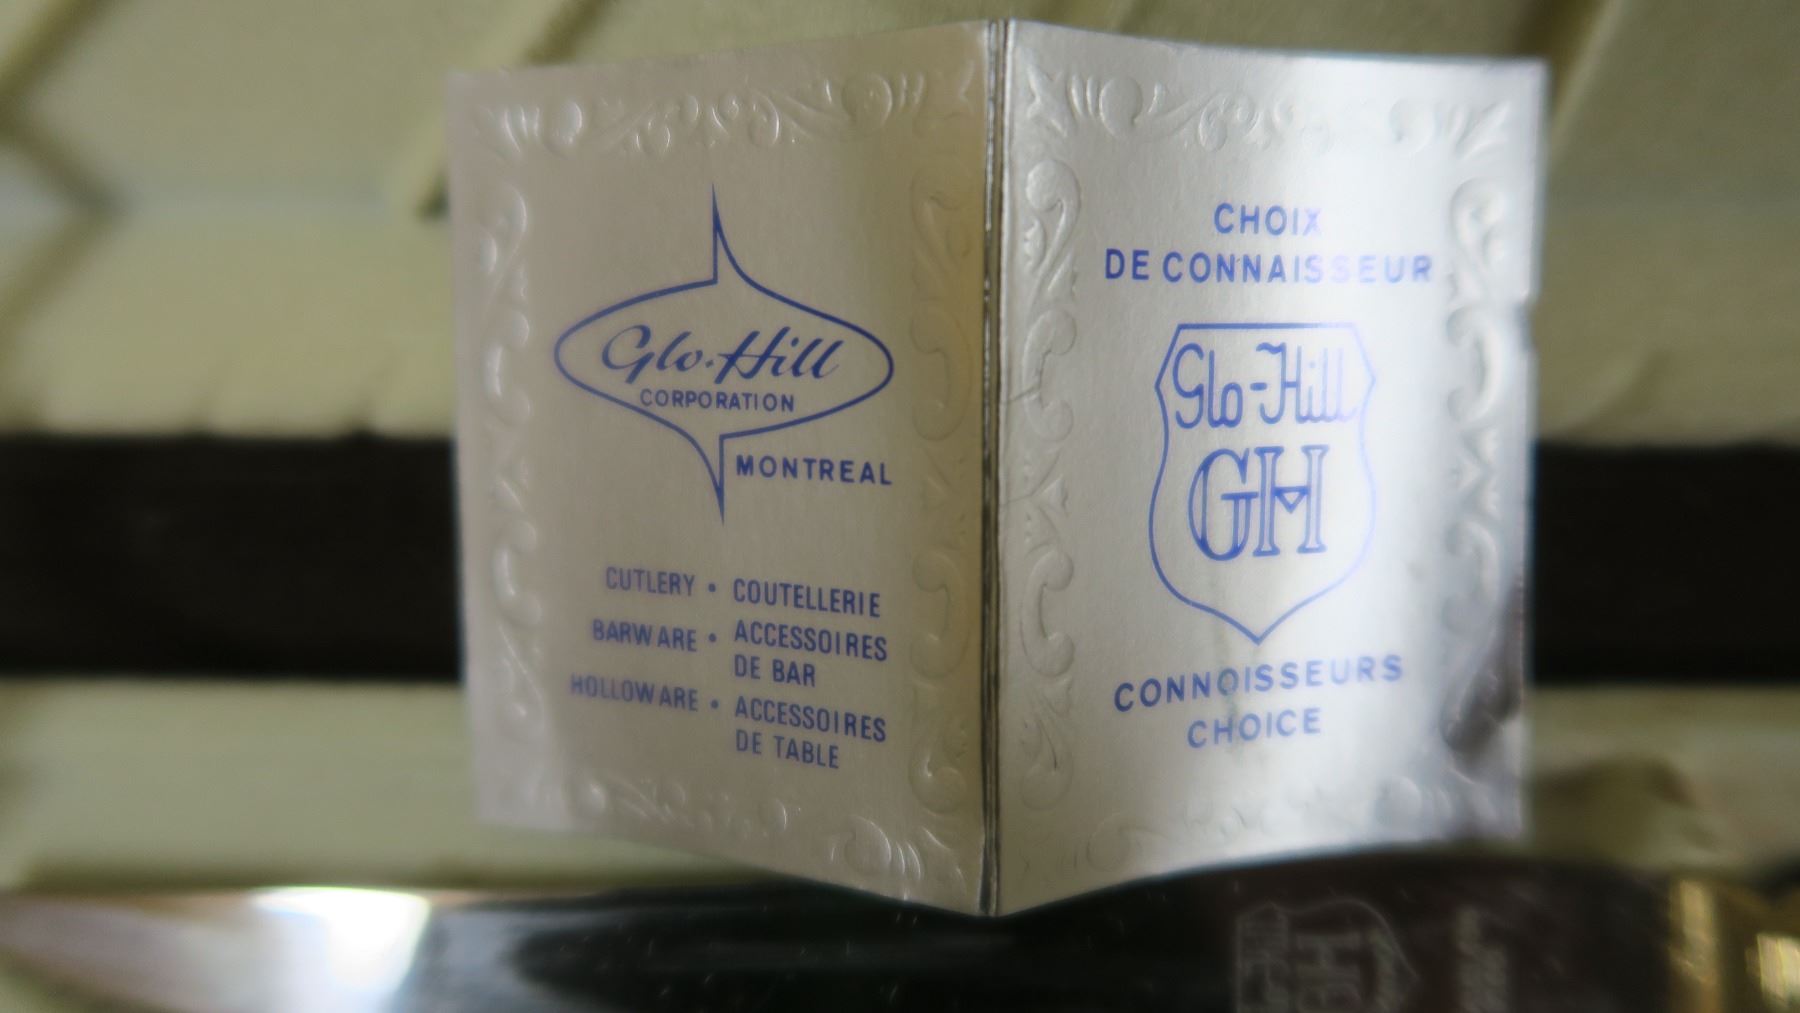 Glo-Hill
CORPORATION
MONTREAL
CUTLERY • COUTELLERIE
BARWARE • ACCESSOIRES
DE BAR
HOLLOWARE • ACCESSOIRES
DE TABLE
CHOIX
DE CONNAISSEUR
Glo-Hill
GH
CONNOISSEURS
CHOICE